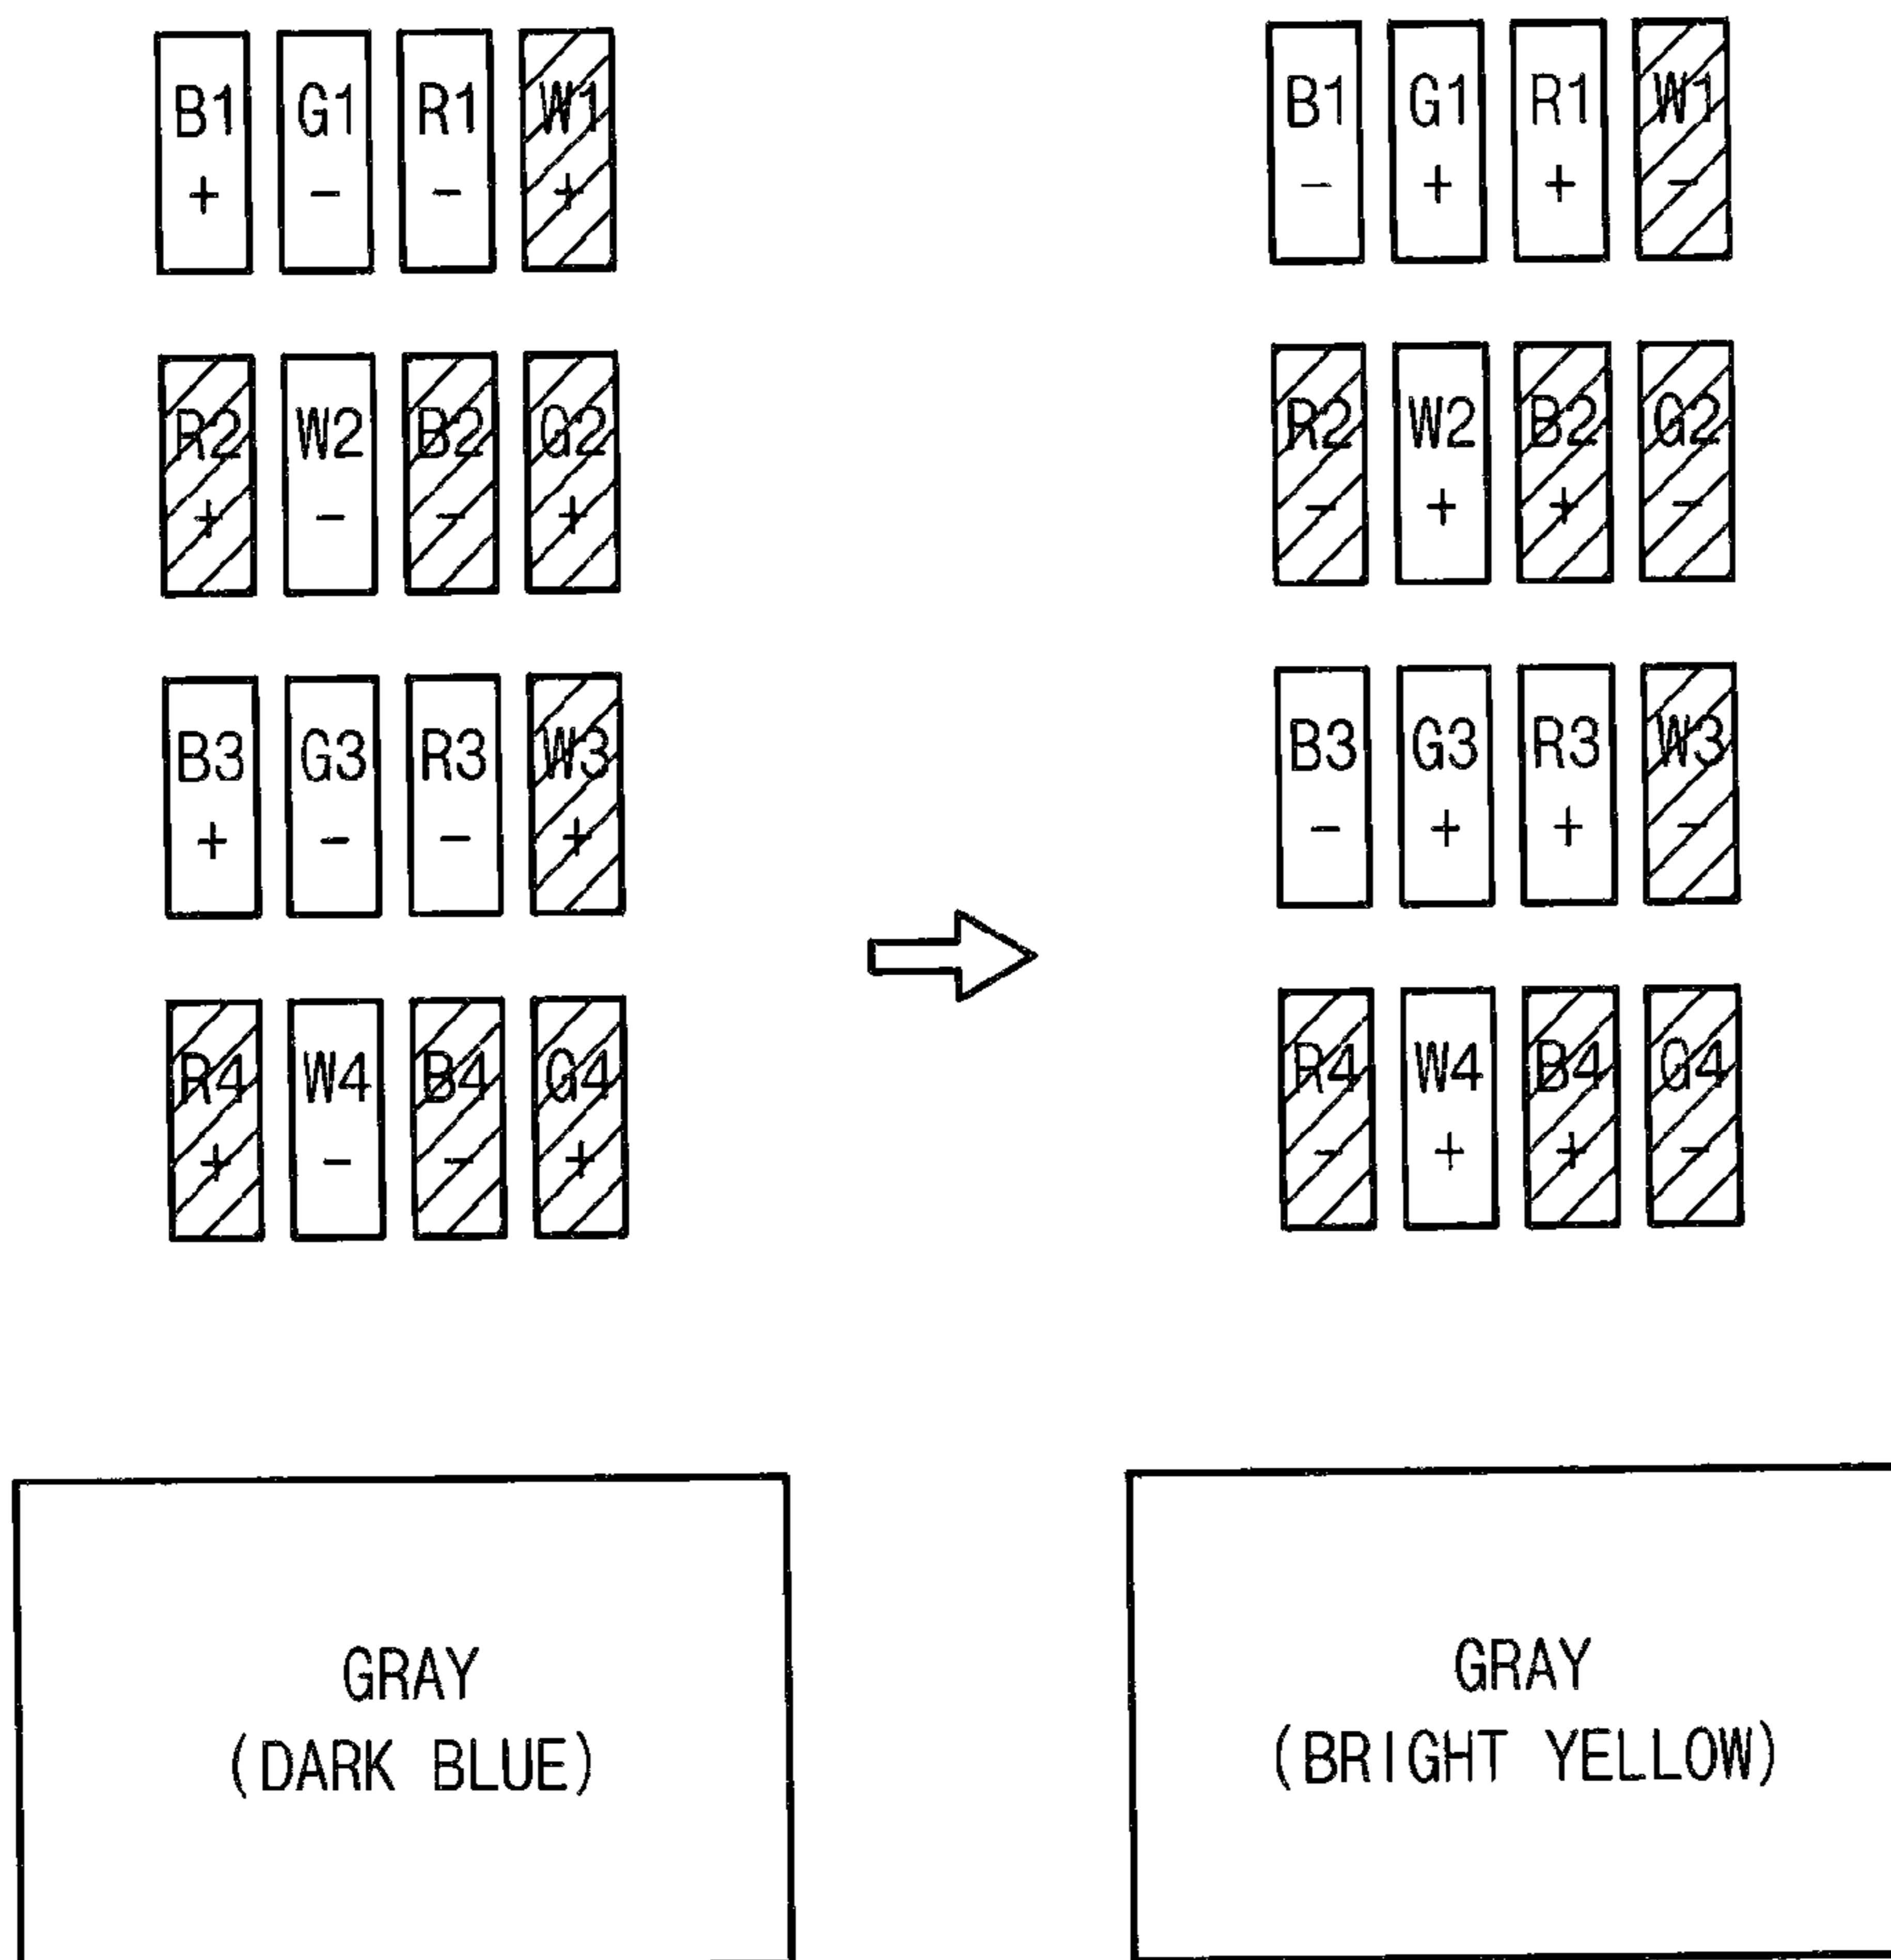 B1 G1 R1 W1
+ - - +
R2 W2 B2 G2
+ - - +
B3 G3 R3 W3
+ - - +
R4 W4 B4 G4
+ - - +
B1 G1 R1 W1
- + + -
R2 W2 B2 G2
- + + -
B3 G3 R3 W3
- + + -
R4 W4 B4 G4
- + + -
GRAY
(DARK BLUE)
GRAY
(BRIGHT YELLOW)